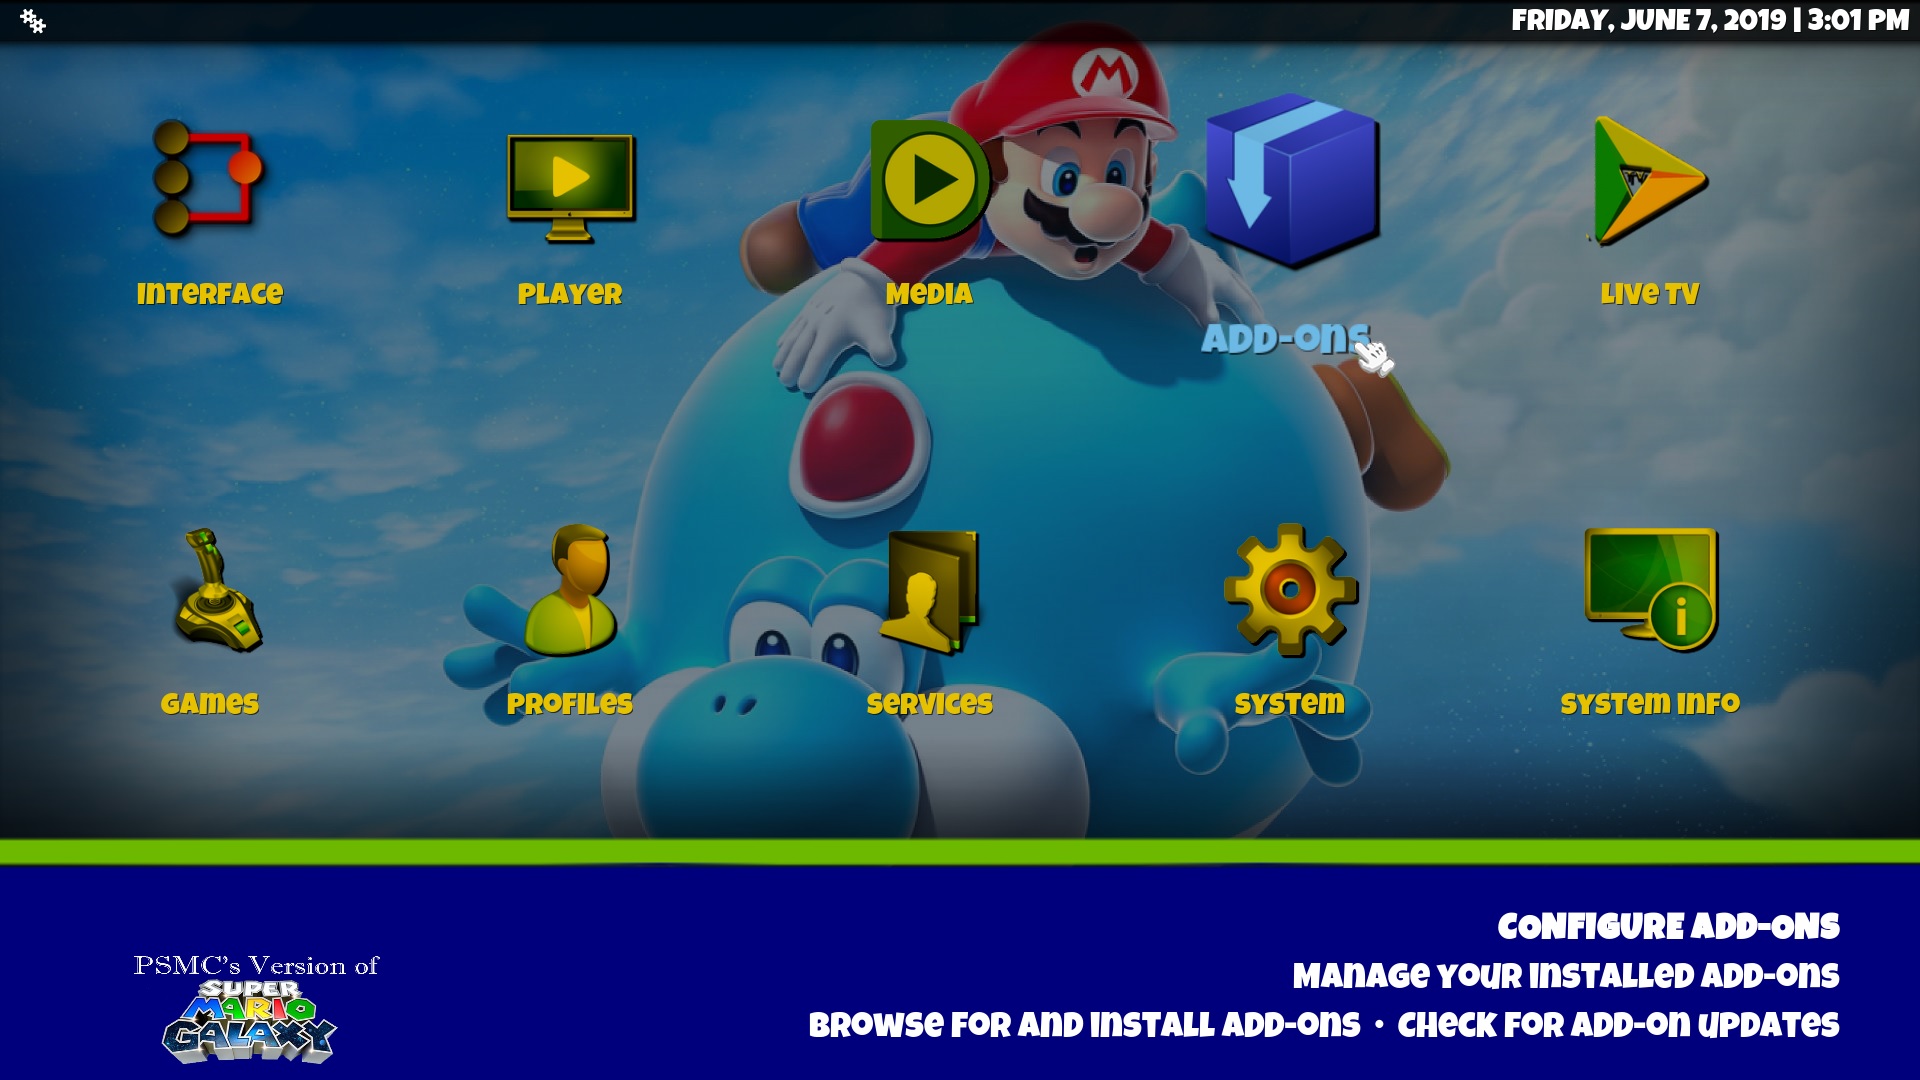 FRIDAY, JUNE 7, 2019 | 3:01 PM
M
INTERFACE
PLAYER
MEDIA
ADD-ONS
LIVE TV
TV
GAMES
PROFILES
SERVICES
SYSTEM
i
SYSTEM INFO
CONFIGURE ADD-ONS
MANAGE YOUR INSTALLED ADD-ONS
BROWSE FOR AND INSTALL ADD-ONS • CHECK FOR ADD-ON UPDATES
PSMC's Version of
SUPER
MARIO
GALAXY